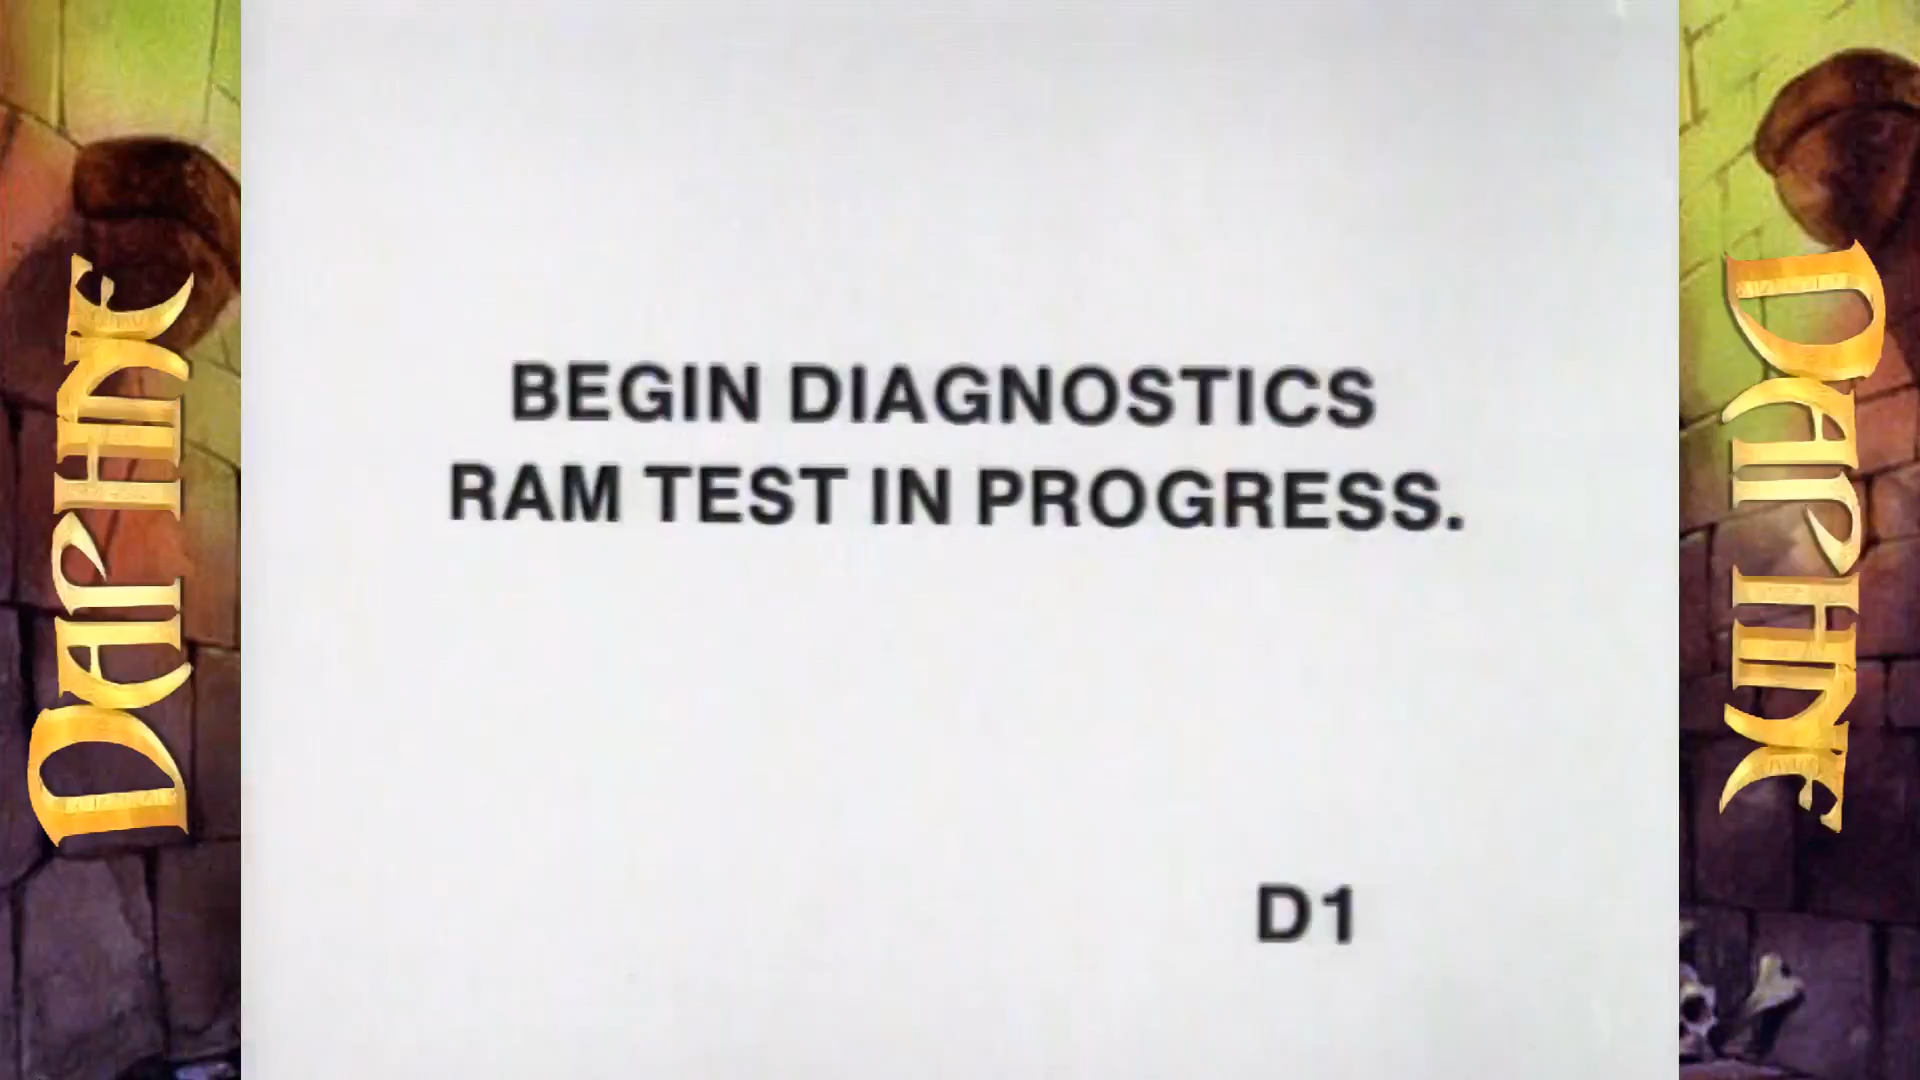 DAPHNE
BEGIN DIAGNOSTICS
RAM TEST IN PROGRESS.
D1
DAPHNE